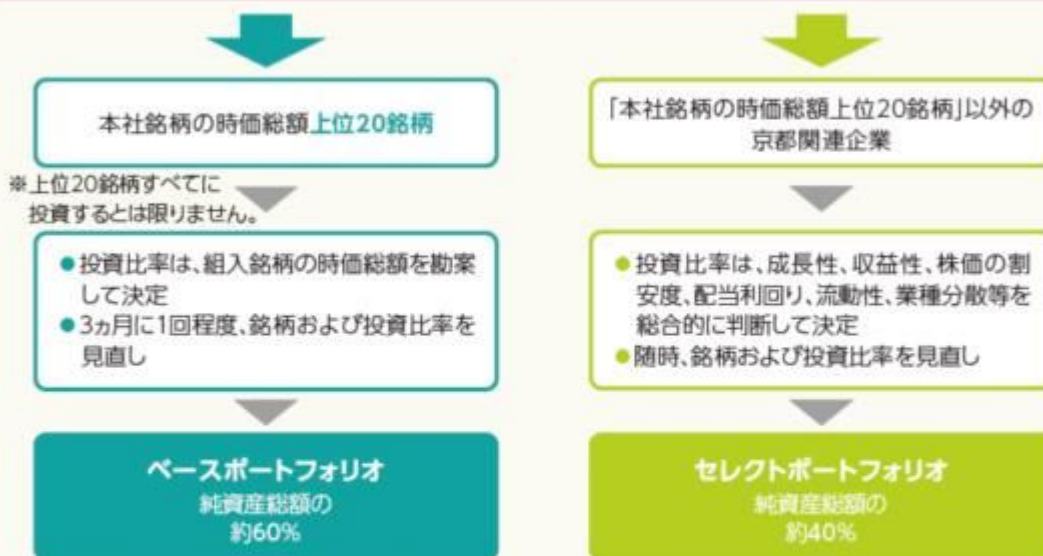 本社銘柄の時価総額上位20銘柄
※上位20銘柄すべてに
投資するとは限りません。
●投資比率は、組入銘柄の時価総額を勘案
して決定
●3ヵ月に1回程度、銘柄および投資比率を
見直し
ベースポートフォリオ
純資産総額の
約60%
「本社銘柄の時価総額上位20銘柄」以外の
京都関連企業
●投資比率は、成長性、収益性、株価の割
安度、配当利回り、流動性、業種分散等を
総合的に判断して決定
●随時、銘柄および投資比率を見直し
セレクトポートフォリオ
純資産総額の
約40%